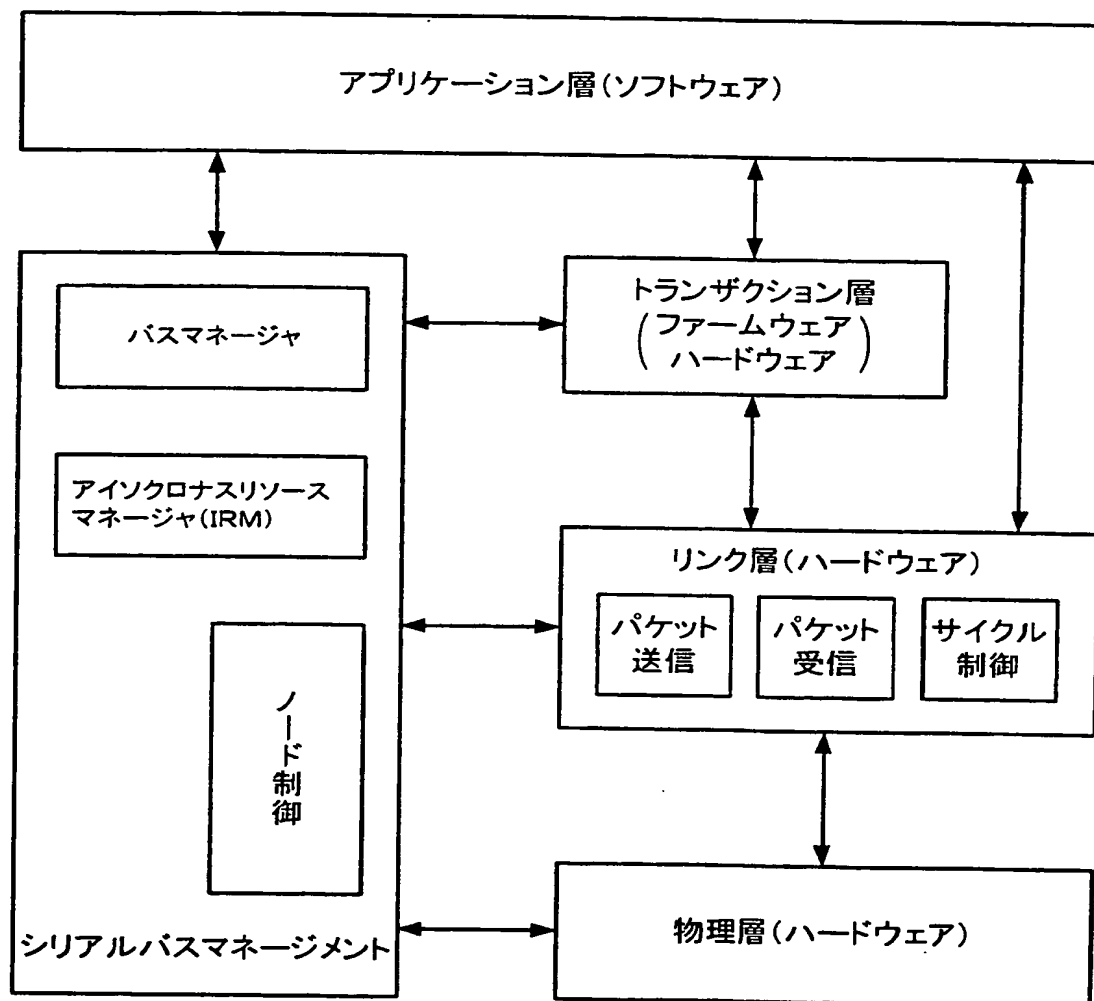 アプリケーション層(ソフトウェア)
バスマネージャ
トランザクション層
(ファームウェア
ハードウェア)
アイソクロナスリソース
マネージャ(IRM)
リンク層(ハードウェア)
パケット
送信
パケット
受信
サイクル
制御
ノード制御
シリアルバスマネージメント
物理層(ハードウェア)